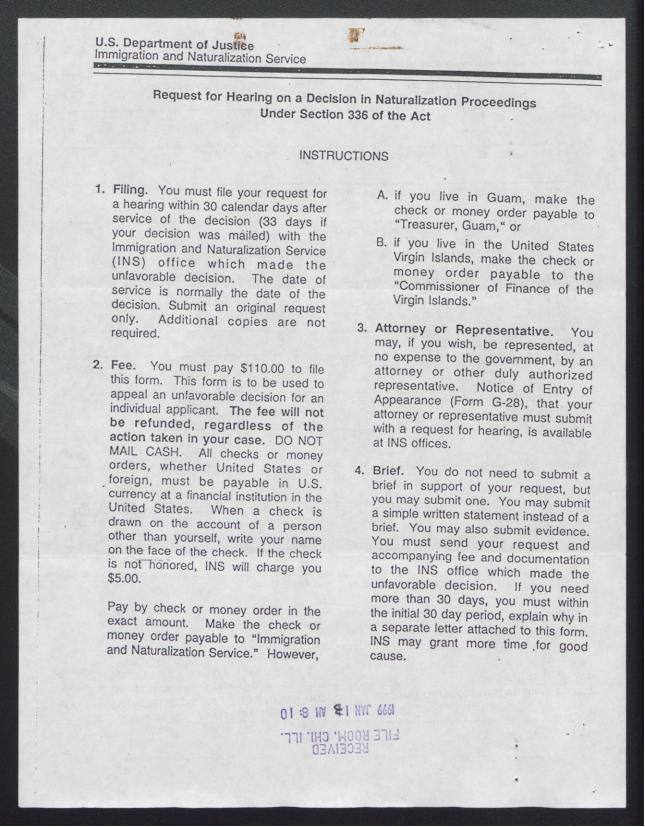 U.S. Department of Justice
Immigration and Naturalization Service
Request for Hearing on a Decision in Naturalization Proceedings
Under Section 336 of the Act
INSTRUCTIONS
1. Filing. You must file your request for
a hearing within 30 calendar days after
service of the decision (33 days if
your decision was mailed) with the
Immigration and Naturalization Service
(INS) office which made the
unfavorable decision. The date of
service is normally the date of the
decision. Submit an original request
only. Additional copies are not
required.
2. Fee. You must pay $110.00 to file
this form. This form is to be used to
appeal an unfavorable decision for an
individual applicant. The fee will not
be refunded, regardless of the
action taken in your case. DO NOT
MAIL CASH. All checks or money
orders, whether United States or
foreign, must be payable in U.S.
currency at a financial institution in the
United States. When a check is
drawn on the account of a person
other than yourself, write your name
on the face of the check. If the check
is not honored, INS will charge you
$5.00.
Pay by check or money order in the
exact amount. Make the check or
money order payable to "Immigration
and Naturalization Service." However,
A. if you live in Guam, make the
check or money order payable to
"Treasurer, Guam," or
B. if you live in the United States
Virgin Islands, make the check or
money order payable to the
"Commissioner of Finance of the
Virgin Islands."
3. Attorney or Representative. You
may, if you wish, be represented, at
no expense to the government, by an
attorney or other duly authorized
representative. Notice of Entry of
Appearance (Form G-28), that your
attorney or representative must submit
with a request for hearing, is available
at INS offices.
4. Brief. You do not need to submit a
brief in support of your request, but
you may submit one. You may submit
a simple written statement instead of a
brief. You may also submit evidence.
You must send your request and
accompanying fee and documentation
to the INS office which made the
unfavorable decision. If you need
more than 30 days, you must within
the initial 30 day period, explain why in
a separate letter attached to this form.
INS may grant more time for good
cause.
RECEIVED
FILE ROOM, CHI. ILL.
1999 JAN AM 8:10